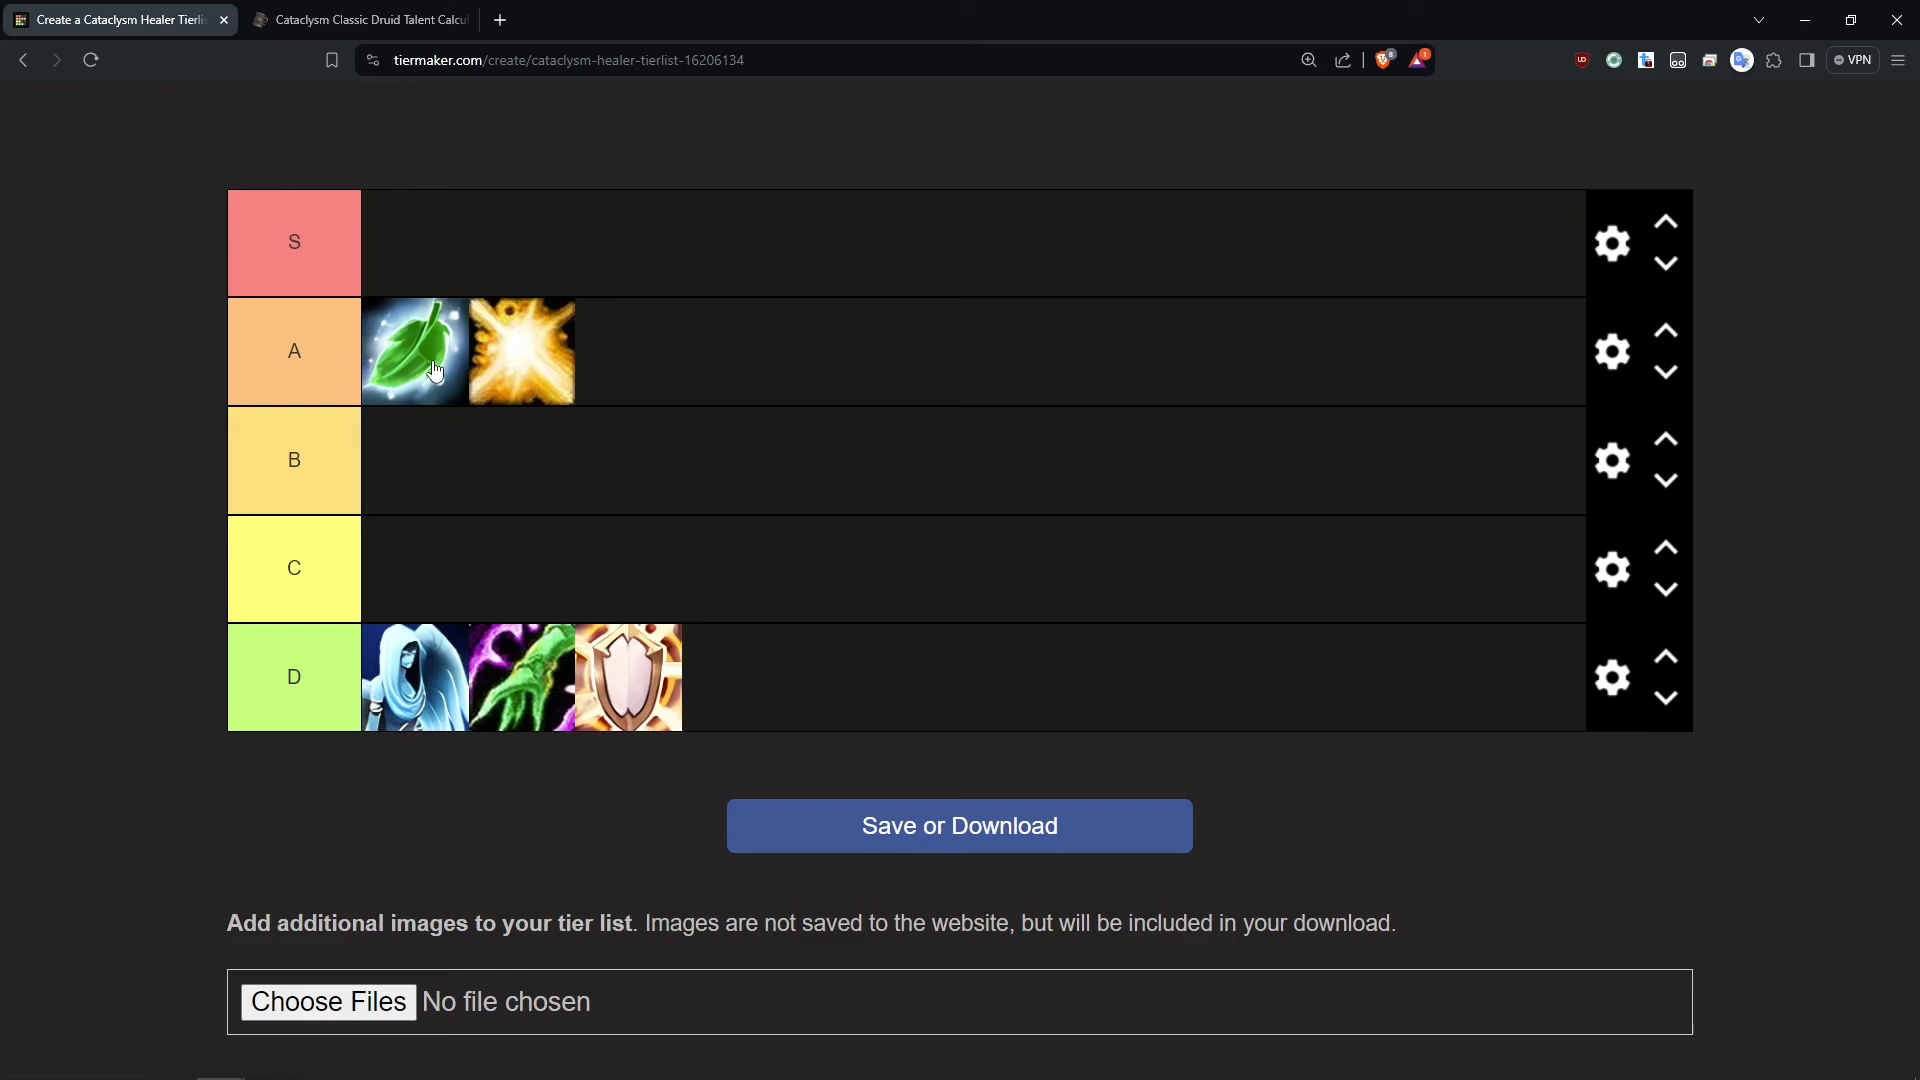 Create a Cataclysm Healer Tierli
Cataclysm Classic Druid Talent Calcu
tiermaker.com/create/cataclysm-healer-tierlist-16206134
8
1
VPN
S
A
B
C
D
Save or Download
Add additional images to your tier list. Images are not saved to the website, but will be included in your download.
Choose Files No file chosen